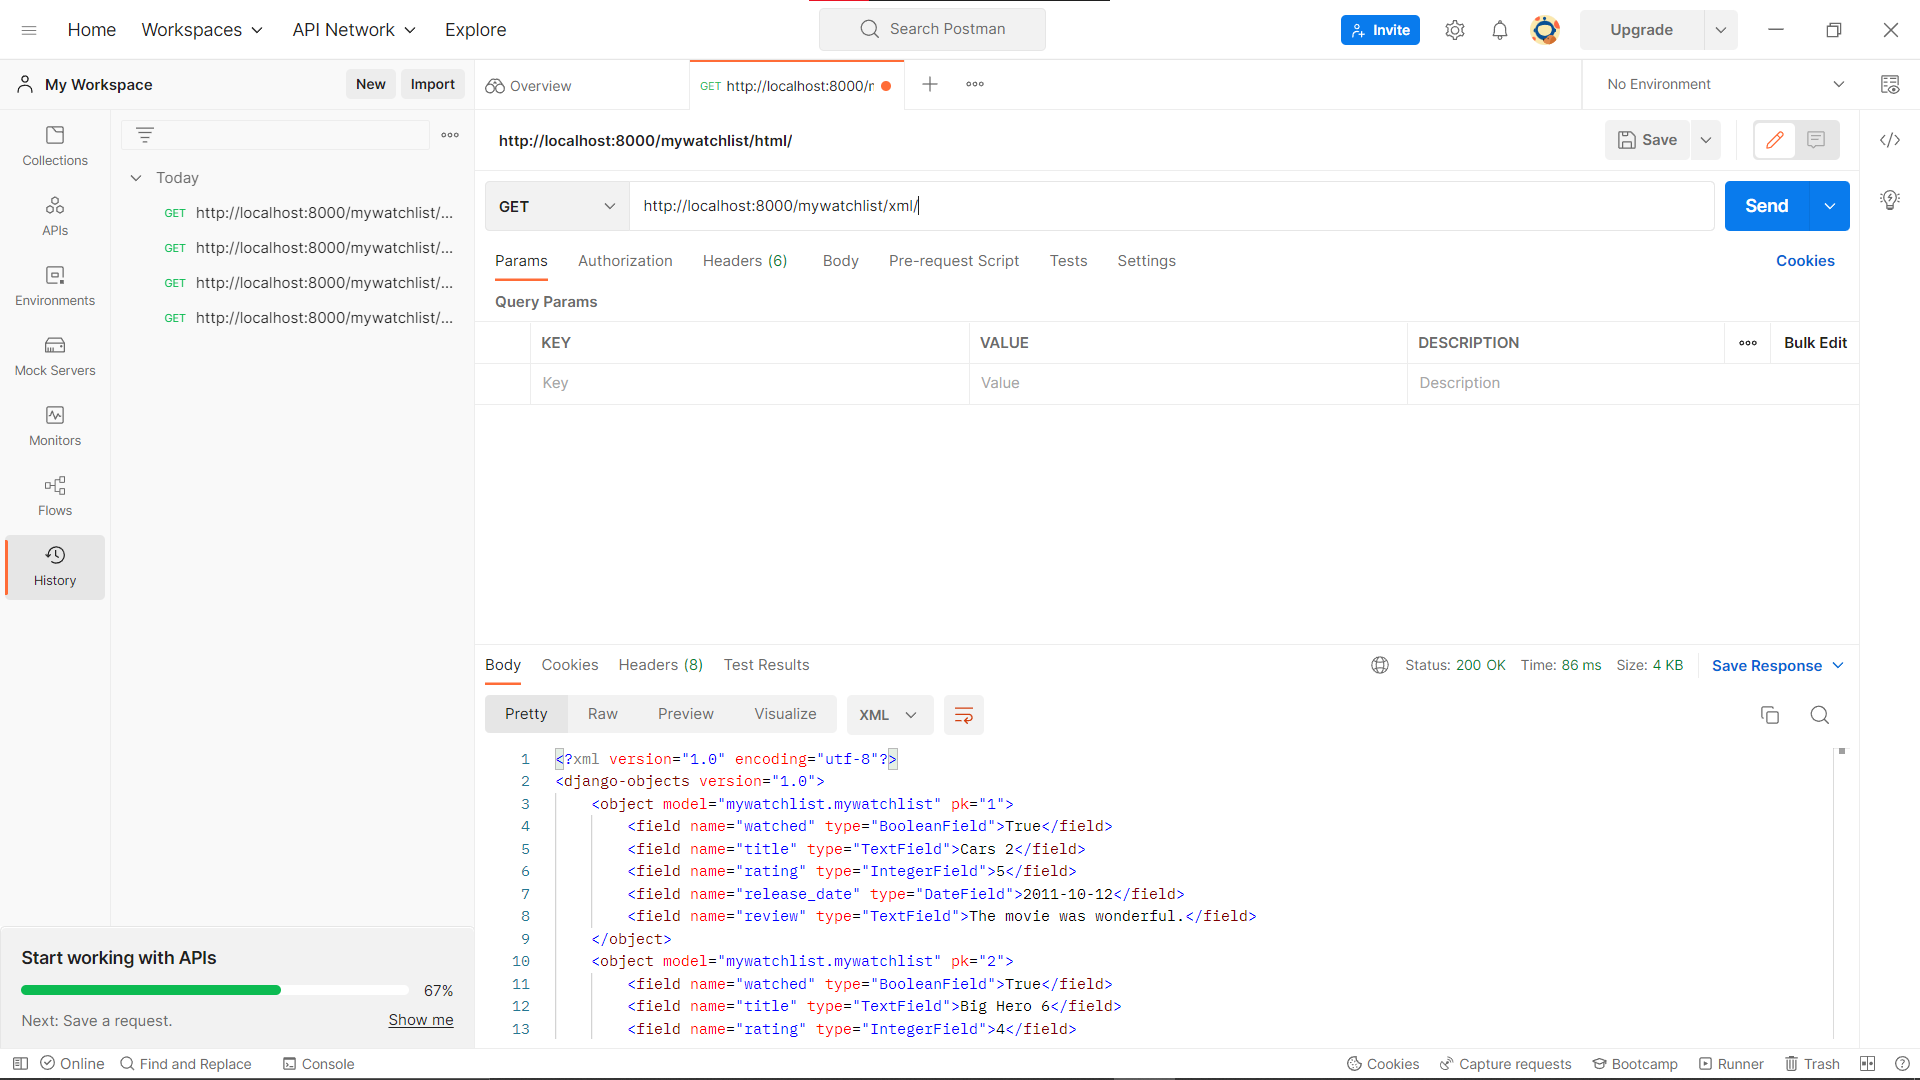 Home Workspaces API Network Explore Search Postman Invite Upgrade
My Workspace New Import Overview GET http://localhost:8000/r No Environment
http://localhost:8000/mywatchlist/html/ Save
Collections
APIs
Environments
Mock Servers
Monitors
Flows
History
Today
GET http://localhost:8000/mywatchlist/...
GET http://localhost:8000/mywatchlist/...
GET http://localhost:8000/mywatchlist/...
GET http://localhost:8000/mywatchlist/...
GET http://localhost:8000/mywatchlist/xml/ Send
Params Authorization Headers (6) Body Pre-request Script Tests Settings Cookies
Query Params
KEY VALUE DESCRIPTION Bulk Edit
Key Value Description
Body Cookies Headers (8) Test Results Status: 200 OK Time: 86 ms Size: 4 KB Save Response
Pretty Raw Preview Visualize XML
1 <?xml version="1.0" encoding="utf-8"?>
2 <django-objects version="1.0">
3 <object model="mywatchlist.mywatchlist" pk="1">
4 <field name="watched" type="BooleanField">True</field>
5 <field name="title" type="TextField">Cars 2</field>
6 <field name="rating" type="IntegerField">5</field>
7 <field name="release_date" type="DateField">2011-10-12</field>
8 <field name="review" type="TextField">The movie was wonderful.</field>
9 </object>
10 <object model="mywatchlist.mywatchlist" pk="2">
11 <field name="watched" type="BooleanField">True</field>
12 <field name="title" type="TextField">Big Hero 6</field>
13 <field name="rating" type="IntegerField">4</field>
Start working with APIs
67%
Next: Save a request. Show me
Online Find and Replace Console Cookies Capture requests Bootcamp Runner Trash